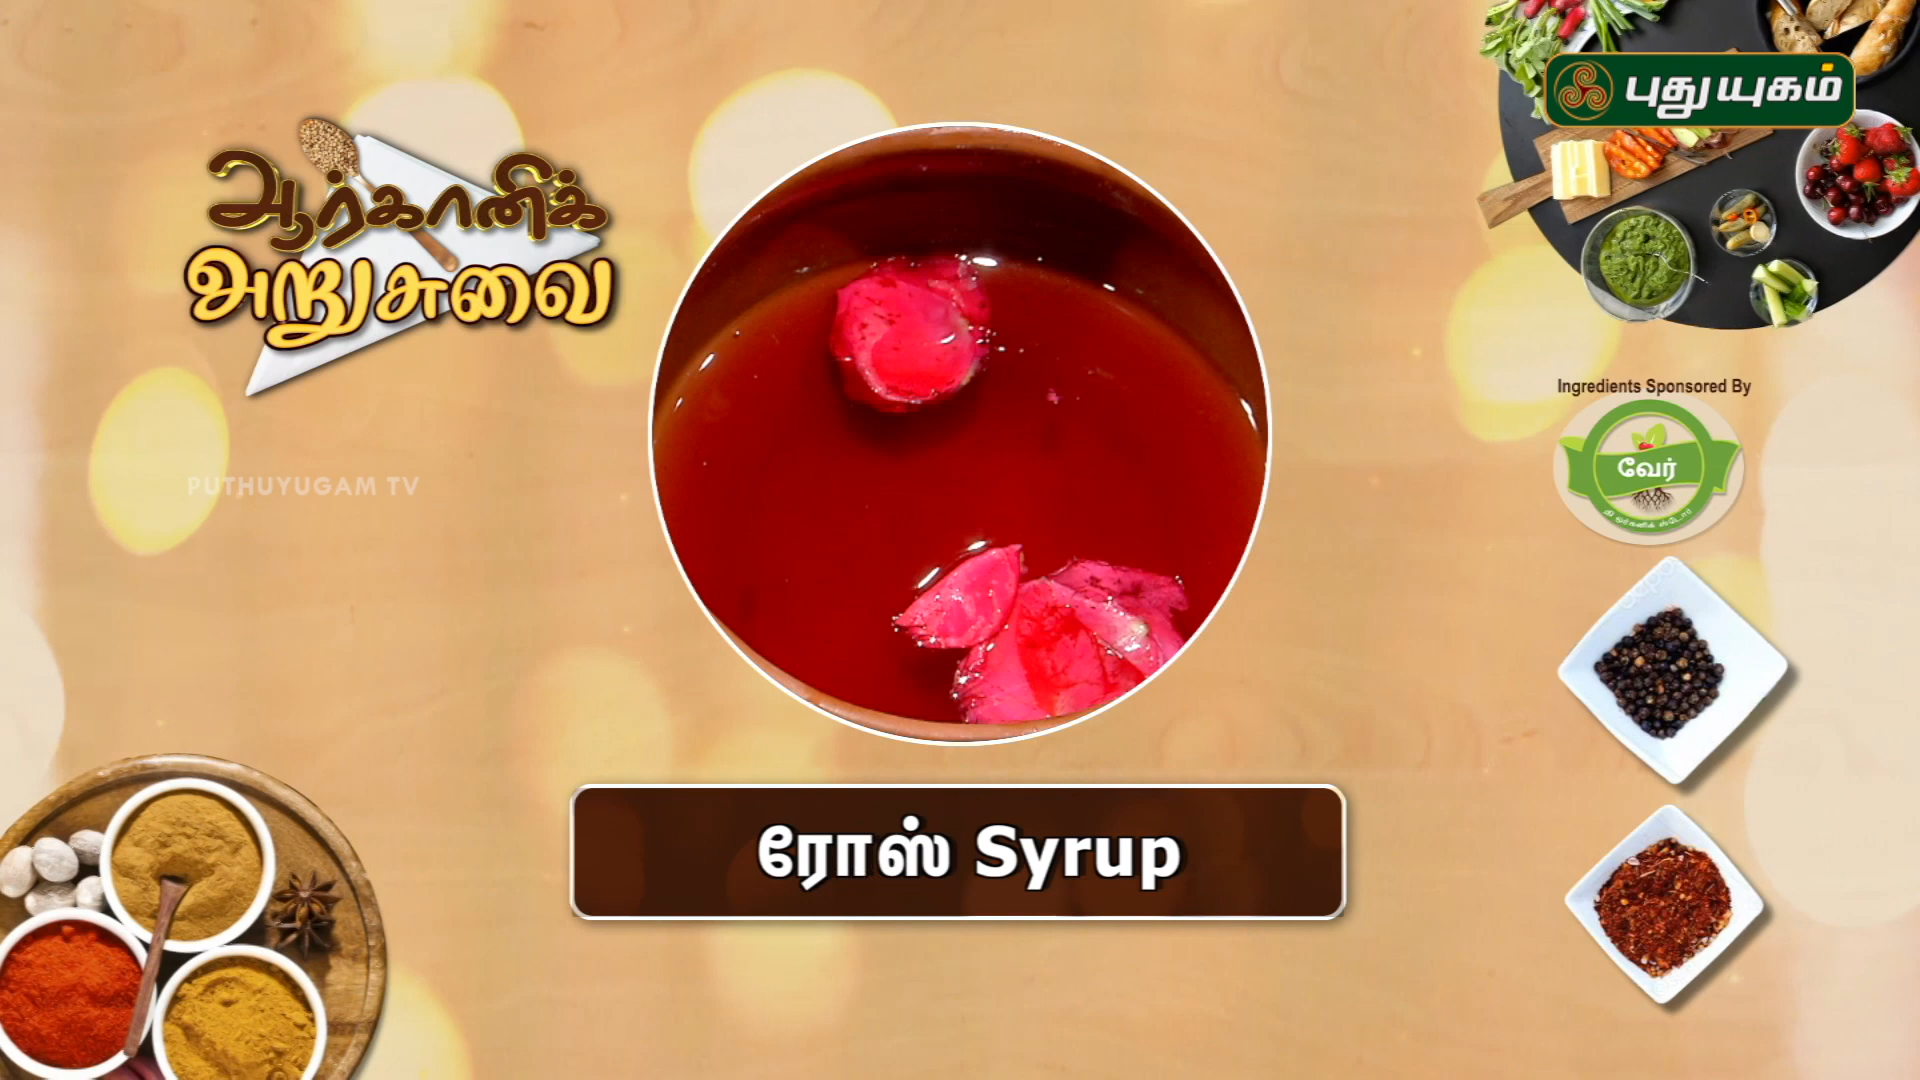 புதுயுகம்
ஆர்கானிக்
அறுசுவை
Ingredients Sponsored By
வேர்
PUTHUYUGAM TV
ரோஸ் Syrup